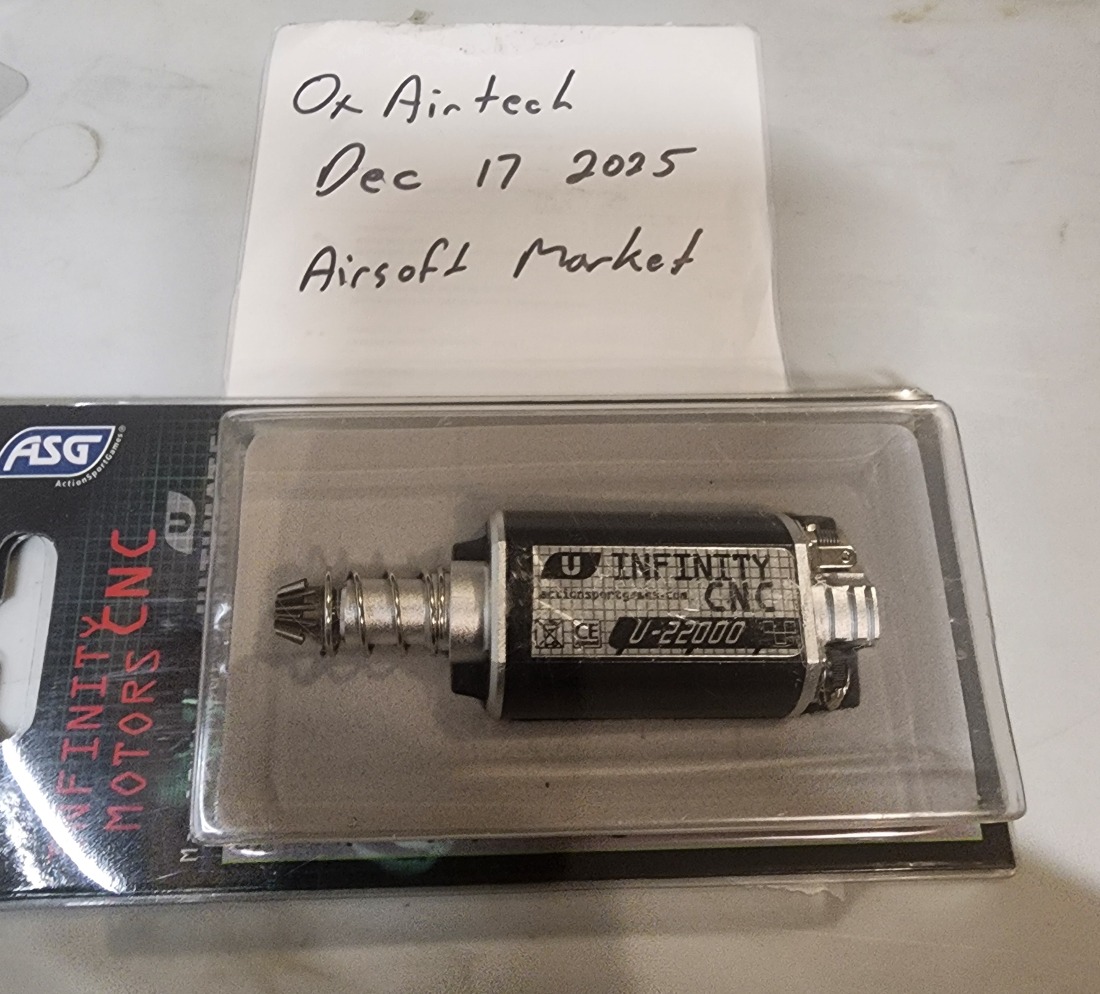 Ox Airtech
Dec 17 2025
Airsoft Market
ASG
ActionSportGames®
U
INFINITY
MOTORS CNC
U INFINITY
actionsportgames.com CNC
CE U-22000